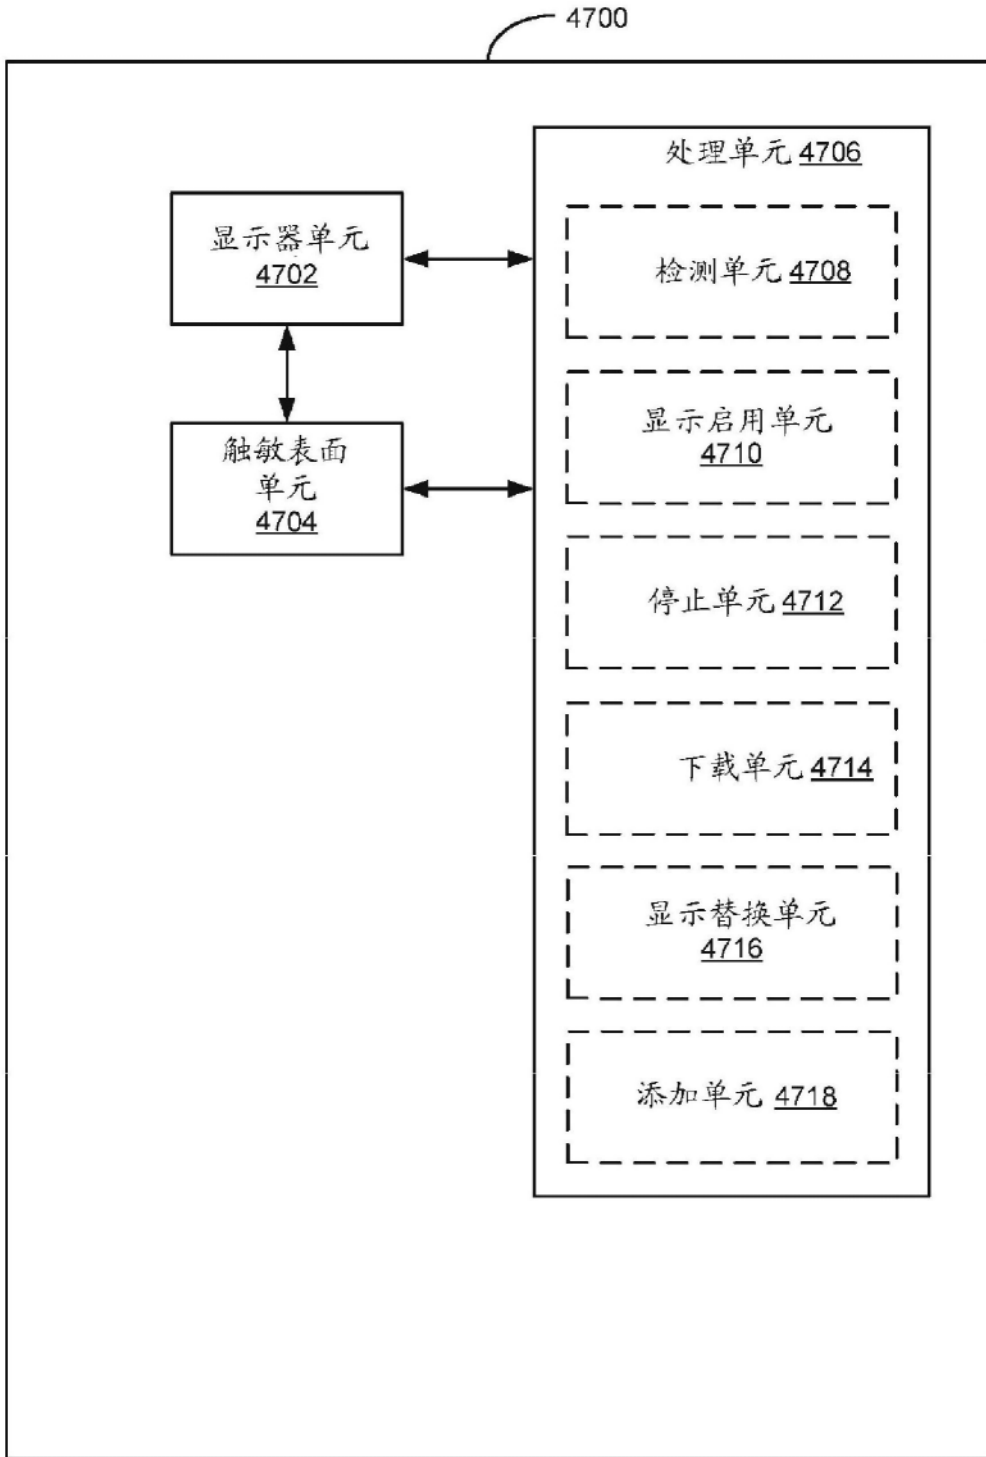 4700
处理单元 4706
显示器单元
4702
触敏表面
单元
4704
检测单元 4708
显示启用单元
4710
停止单元 4712
下载单元 4714
显示替换单元
4716
添加单元 4718